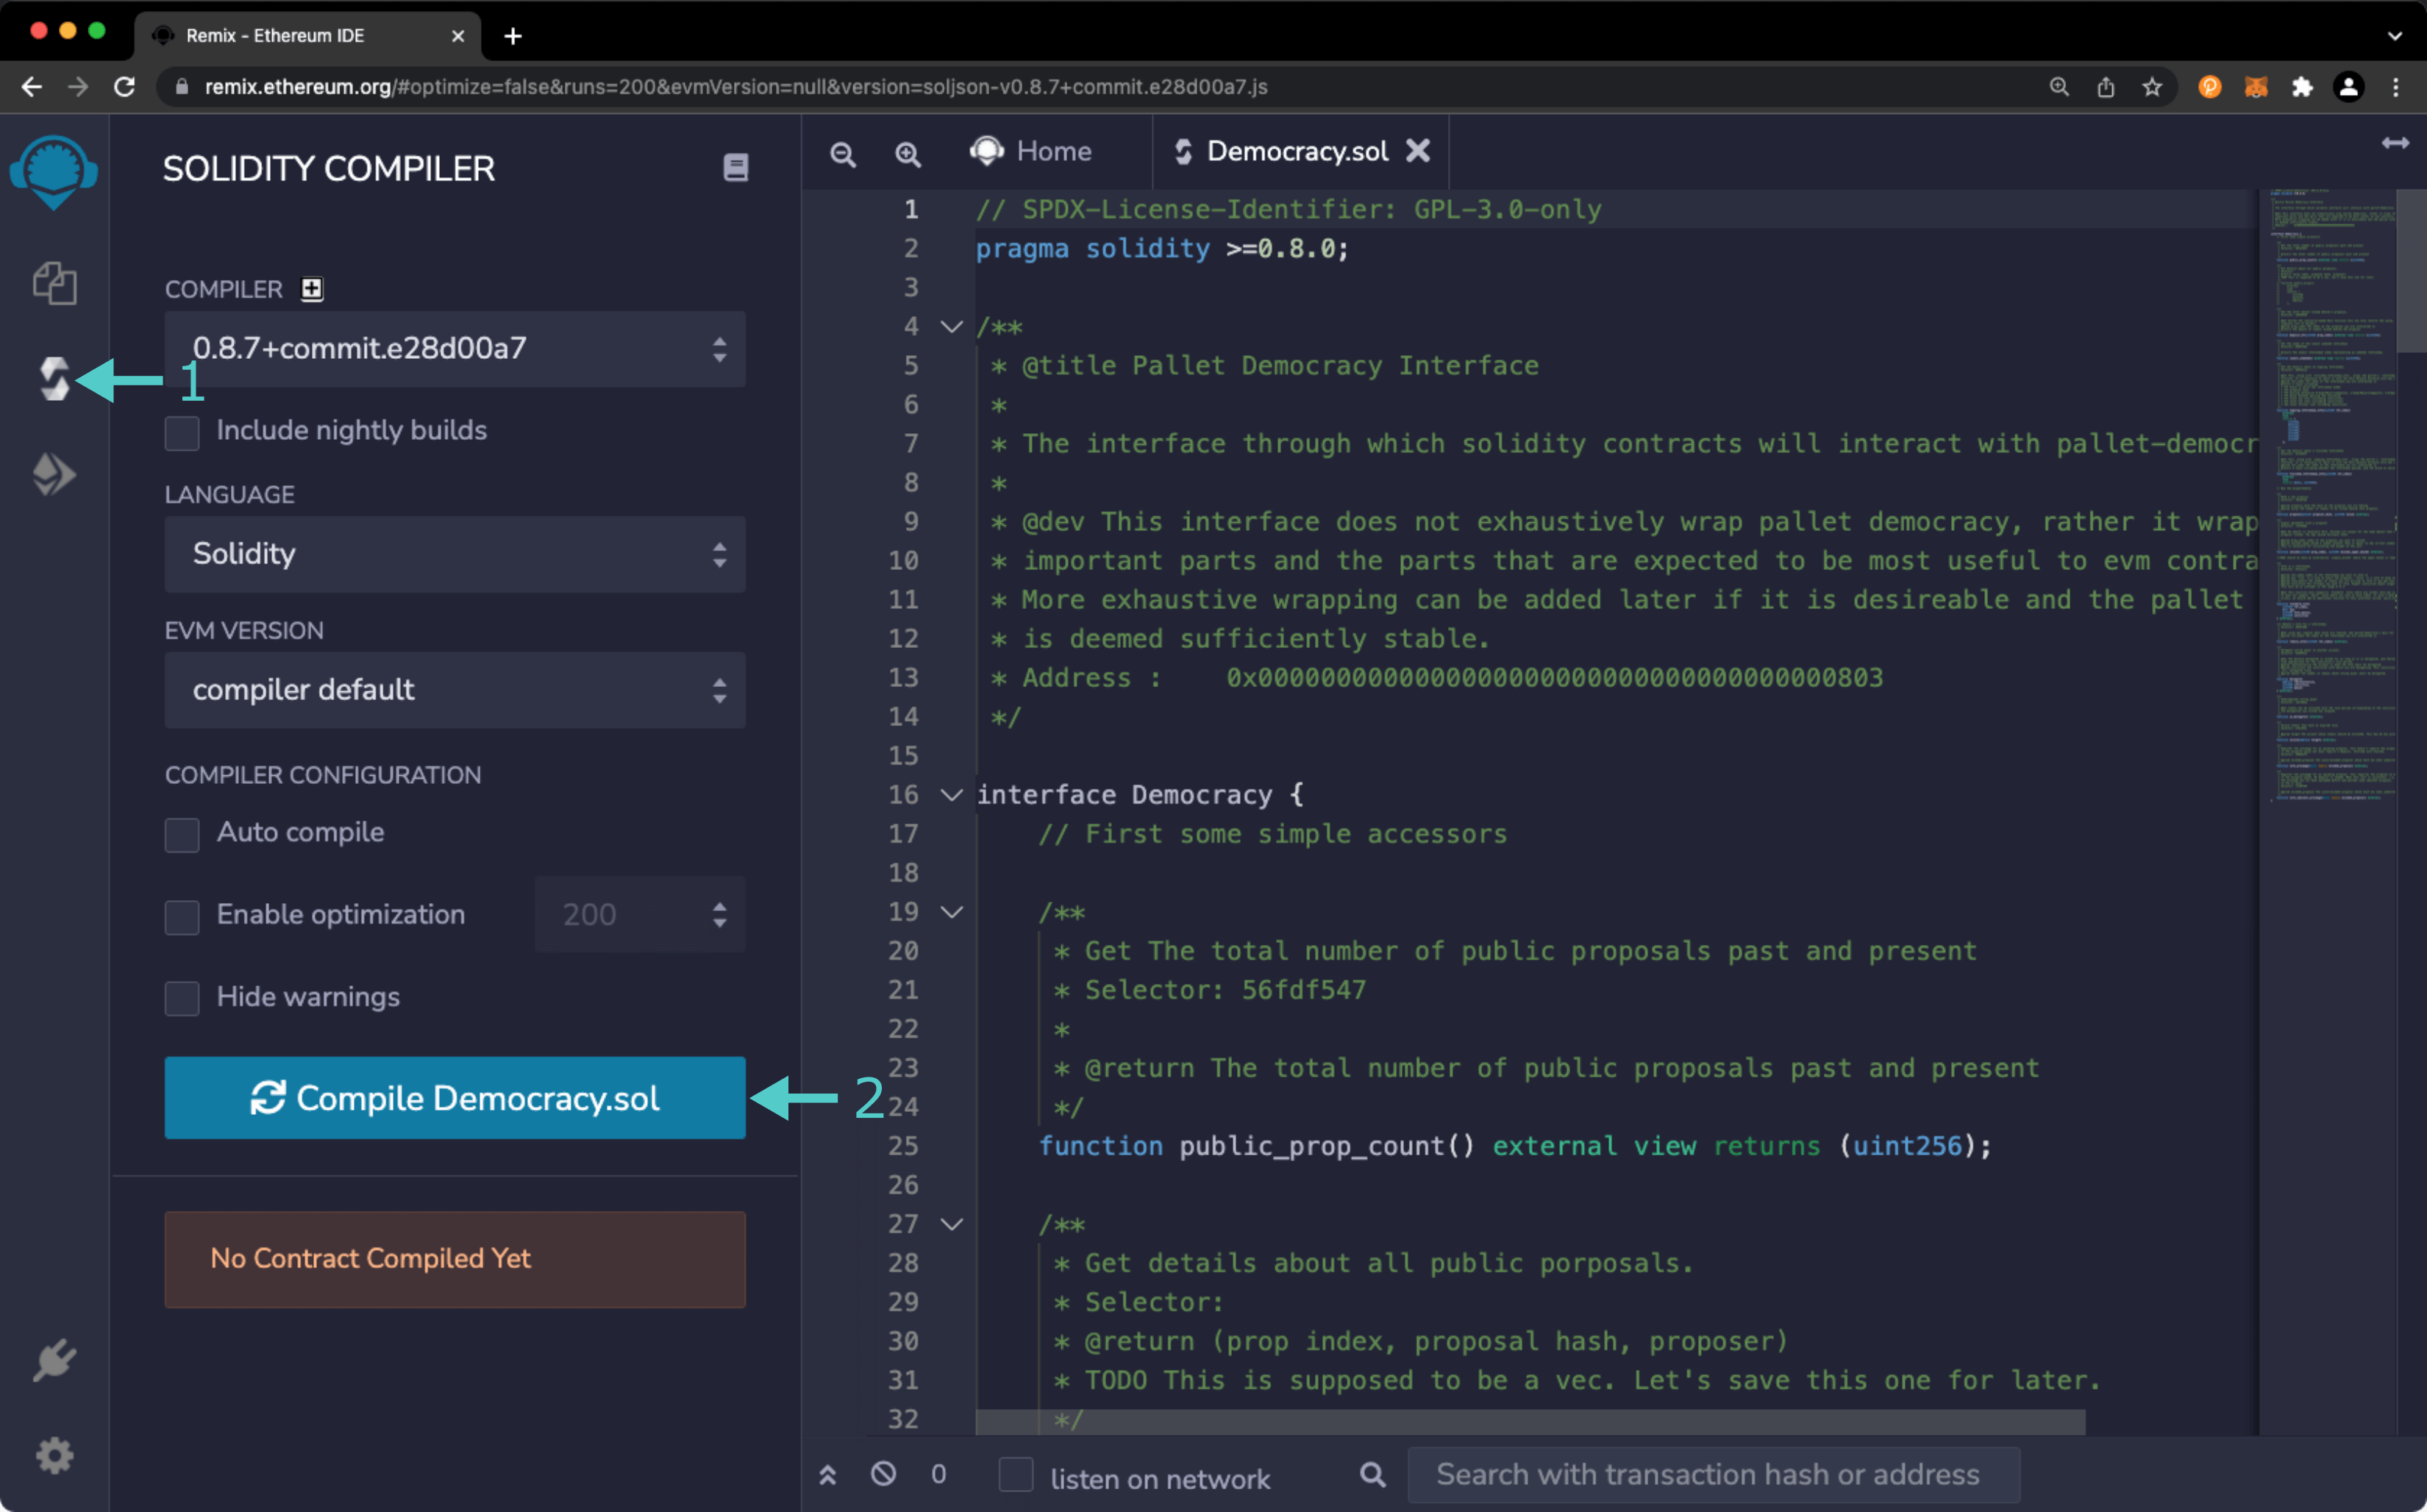 Remix - Ethereum IDE
remix.ethereum.org/#optimize=false&runs=200&evmVersion=null&version=soljson-v0.8.7+commit.e28d00a7.js
SOLIDITY COMPILER
COMPILER
0.8.7+commit.e28d00a7
1
Include nightly builds
LANGUAGE
Solidity
EVM VERSION
compiler default
COMPILER CONFIGURATION
Auto compile
Enable optimization 200
Hide warnings
Compile Democracy.sol
2
No Contract Compiled Yet
Home Democracy.sol
1 // SPDX-License-Identifier: GPL-3.0-only
2 pragma solidity >=0.8.0;
3
4 /**
5 * @title Pallet Democracy Interface
6 *
7 * The interface through which solidity contracts will interact with pallet-democr
8 *
9 * @dev This interface does not exhaustively wrap pallet democracy, rather it wrap
10 * important parts and the parts that are expected to be most useful to evm contra
11 * More exhaustive wrapping can be added later if it is desireable and the pallet
12 * is deemed sufficiently stable.
13 * Address : 0x0000000000000000000000000000000000000803
14 */
15
16 interface Democracy {
17 // First some simple accessors
18
19 /**
20 * Get The total number of public proposals past and present
21 * Selector: 56fdf547
22 *
23 * @return The total number of public proposals past and present
24 */
25 function public_prop_count() external view returns (uint256);
26
27 /**
28 * Get details about all public porposals.
29 * Selector:
30 * @return (prop index, proposal hash, proposer)
31 * TODO This is supposed to be a vec. Let's save this one for later.
32 */
0 listen on network Search with transaction hash or address